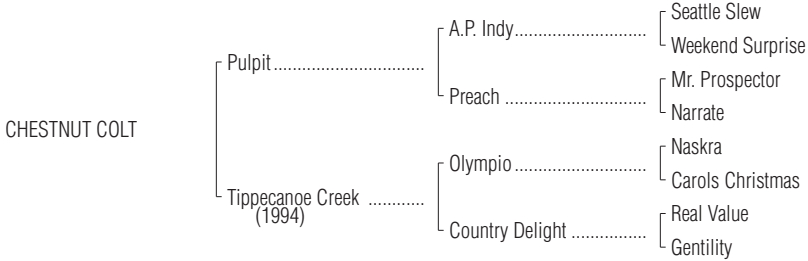 Seattle Slew
A.P. Indy............................
Weekend Surprise
Pulpit................................
Mr. Prospector
Preach ..............................
Narrate
CHESTNUT COLT
Naskra
Olympio............................
Carols Christmas
Tippecanoe Creek ............
(1994)
Real Value
Country Delight ................
Gentility